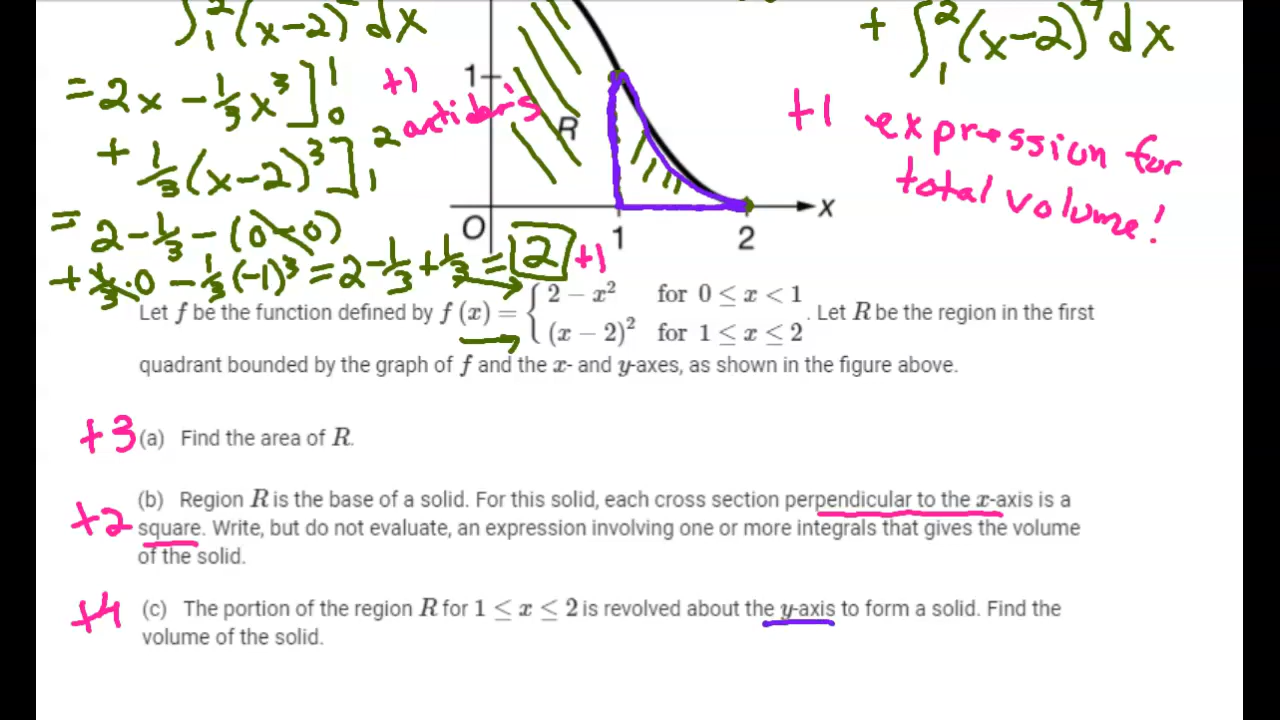 ∫₁² (x-2)² dx
+ ∫₁² (x-2)⁴ dx
= 2x - 1/3 x³ ]₀¹
+1
antider's
+ 1/3 (x-2)³ ]₁²
= 2 - 1/3 - (0-0)
+ 1/3·0 - 1/3 (-1)³ = 2 - 1/3 + 1/3 = 2 +1
1
R
O
1
2
x
+1 expression for
total volume!
Let f be the function defined by f (x) = { 2 − x² for 0 ≤ x < 1
(x − 2)² for 1 ≤ x ≤ 2 . Let R be the region in the first
quadrant bounded by the graph of f and the x- and y-axes, as shown in the figure above.
+3 (a) Find the area of R.
(b) Region R is the base of a solid. For this solid, each cross section perpendicular to the x-axis is a
+2 square. Write, but do not evaluate, an expression involving one or more integrals that gives the volume
of the solid.
+4 (c) The portion of the region R for 1 ≤ x ≤ 2 is revolved about the y-axis to form a solid. Find the
volume of the solid.